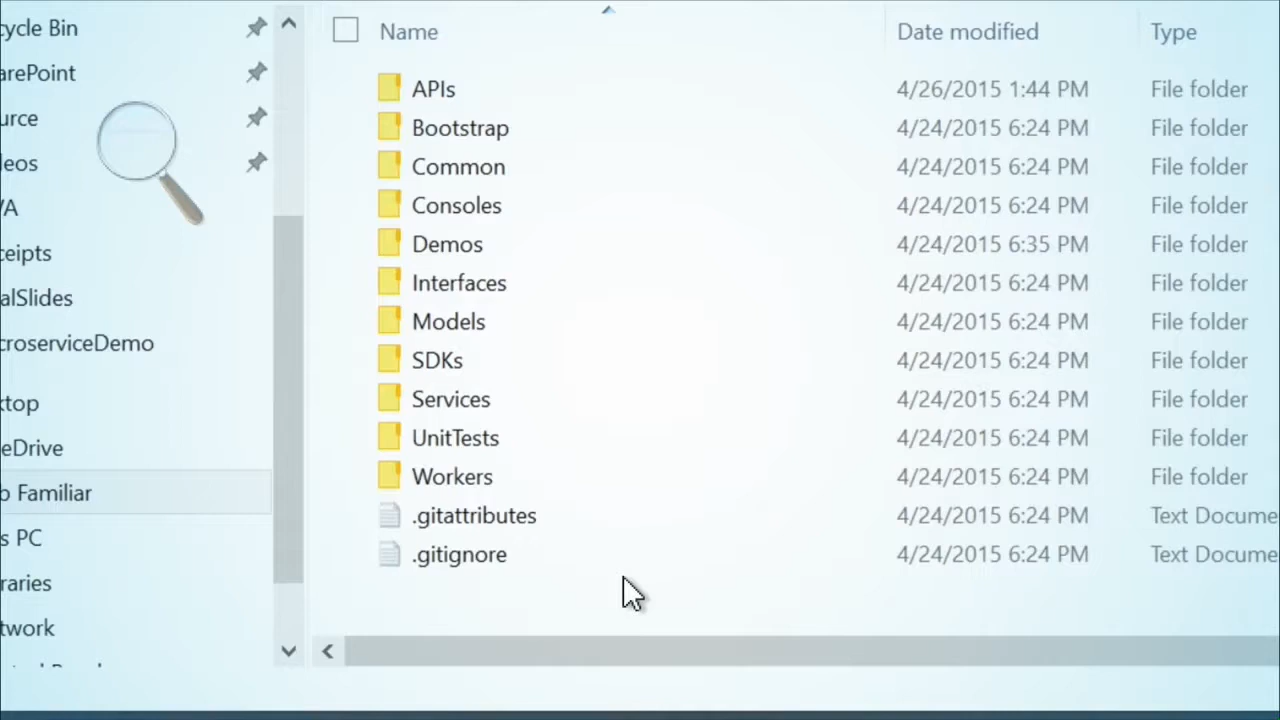 cycle Bin
arePoint
urce
leos
VA
ceipts
alSlides
croserviceDemo
ktop
eDrive
b Familiar
s PC
raries
twork
Name Date modified Type
APIs 4/26/2015 1:44 PM File folder
Bootstrap 4/24/2015 6:24 PM File folder
Common 4/24/2015 6:24 PM File folder
Consoles 4/24/2015 6:24 PM File folder
Demos 4/24/2015 6:35 PM File folder
Interfaces 4/24/2015 6:24 PM File folder
Models 4/24/2015 6:24 PM File folder
SDKs 4/24/2015 6:24 PM File folder
Services 4/24/2015 6:24 PM File folder
UnitTests 4/24/2015 6:24 PM File folder
Workers 4/24/2015 6:24 PM File folder
.gitattributes 4/24/2015 6:24 PM Text Docume
.gitignore 4/24/2015 6:24 PM Text Docume